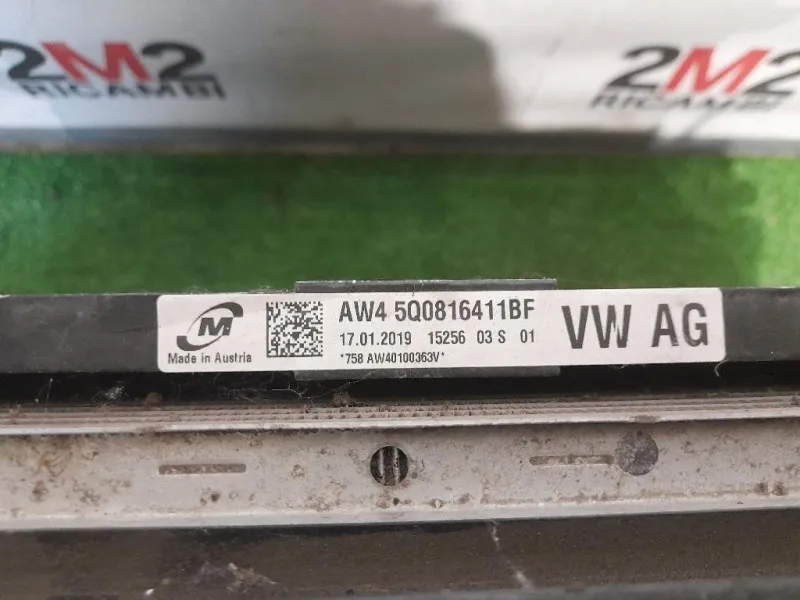 2M2
RICAMBI
2M2
RICAMBI
M
Made in Austria
AW4 5Q0816411BF
17.01.2019 15256 03 S 01
*758 AW40100363V*
VW AG